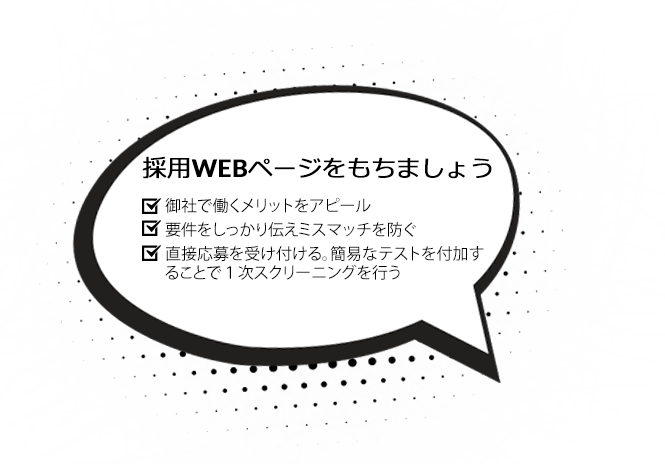 採用WEBページをもちましょう
御社で働くメリットをアピール
要件をしっかり伝えミスマッチを防ぐ
直接応募を受け付ける。簡易なテストを付加す
ることで1次スクリーニングを行う